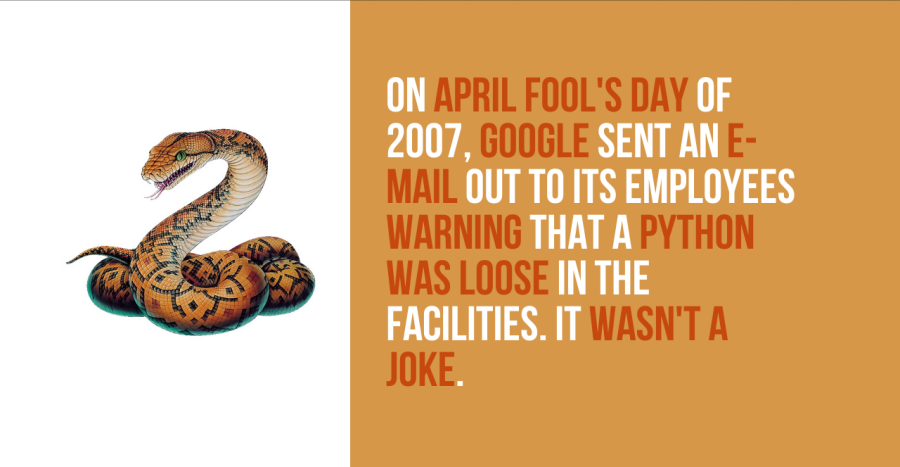 ON APRIL FOOL'S DAY OF
2007, GOOGLE SENT AN E-
MAIL OUT TO ITS EMPLOYEES
WARNING THAT A PYTHON
WAS LOOSE IN THE
FACILITIES. IT WASN'T A
JOKE.